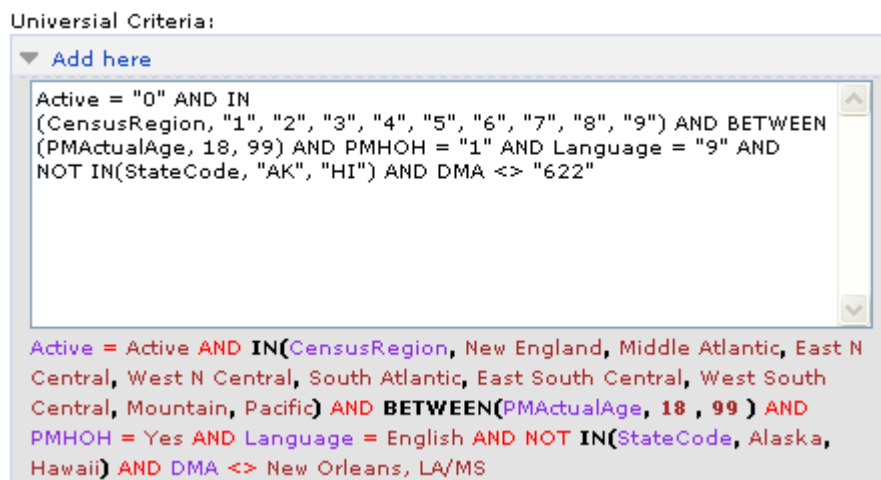 Universial Criteria:
Add here
Active = "0" AND IN
(CensusRegion, "1", "2", "3", "4", "5", "6", "7", "8", "9") AND BETWEEN
(PMActualAge, 18, 99) AND PMHOH = "1" AND Language = "9" AND
NOT IN(StateCode, "AK", "HI") AND DMA <> "622"
Active = Active AND IN(CensusRegion, New England, Middle Atlantic, East N
Central, West N Central, South Atlantic, East South Central, West South
Central, Mountain, Pacific) AND BETWEEN(PMActualAge, 18 , 99 ) AND
PMHOH = Yes AND Language = English AND NOT IN(StateCode, Alaska,
Hawaii) AND DMA <> New Orleans, LA/MS